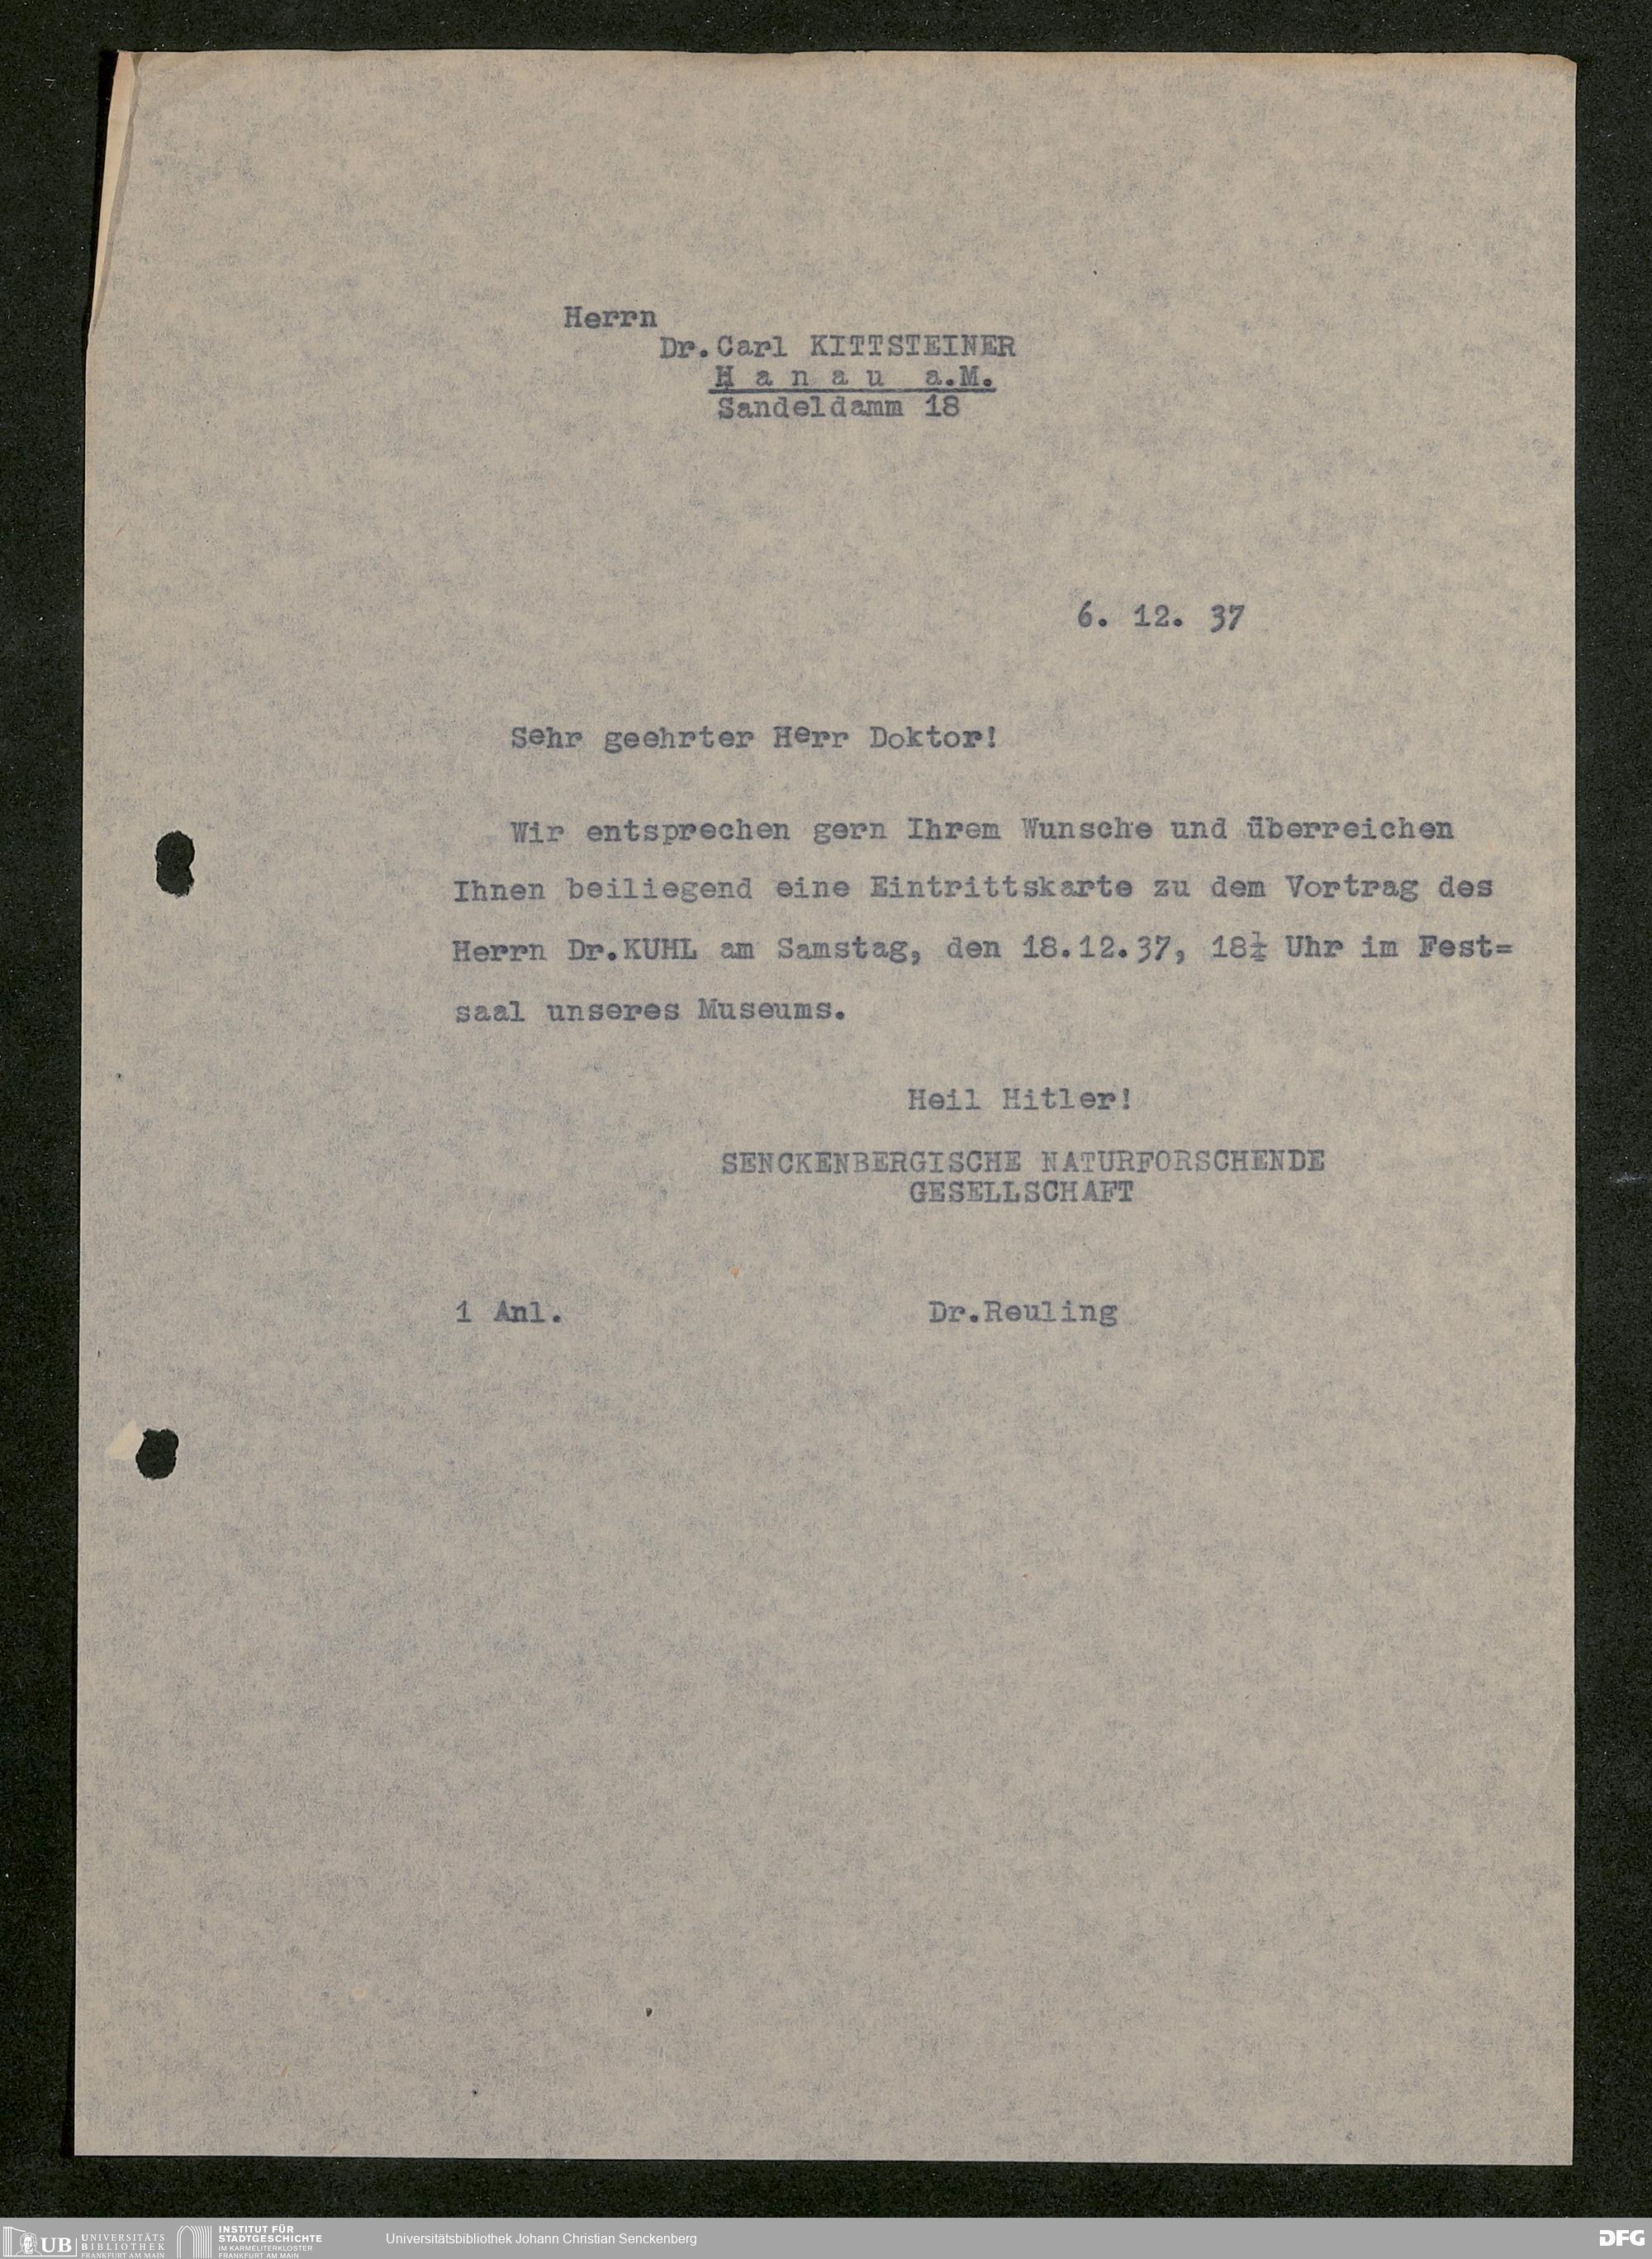 Herrn
Dr.Carl KITTSTEINER
H a n a u a.M.
Sandeldamm 18
6. 12. 37
Sehr geehrter Herr Doktor!
Wir entsprechen gern Ihrem Wunsche und überreichen
Ihnen beiliegend eine Eintrittskarte zu dem Vortrag des
Herrn Dr.KUHL am Samstag, den 18.12.37, 18¼ Uhr im Fest=
saal unseres Museums.
Heil Hitler!
SENCKENBERGISCHE NATURFORSCHENDE
GESELLSCHAFT
1 Anl. Dr.Reuling
UB UNIVERSITÄTS
BIBLIOTHEK
FRANKFURT AM MAIN
INSTITUT FÜR
STADTGESCHICHTE
IM KARMELITERKLOSTER
FRANKFURT AM MAIN
Universitätsbibliothek Johann Christian Senckenberg
DFG